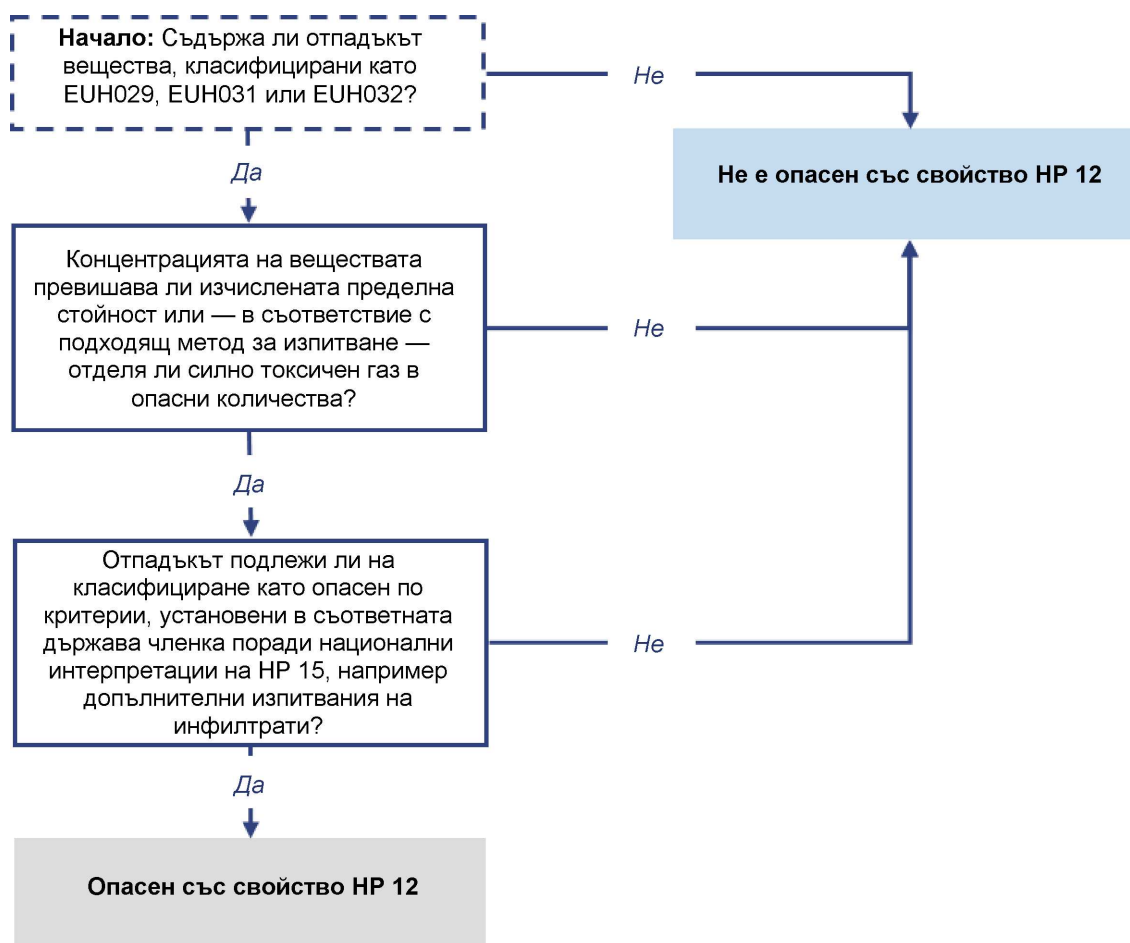 Начало: Съдържа ли отпадъкът
вещества, класифицирани като
EUH029, EUH031 или EUH032?
Не
Не е опасен със свойство HP 12
Да
Концентрацията на веществата
превишава ли изчислената пределна
стойност или — в съответствие с
подходящ метод за изпитване —
отделя ли силно токсичен газ в
опасни количества?
Не
Да
Отпадъкът подлежи ли на
класифициране като опасен по
критерии, установени в съответната
държава членка поради национални
интерпретации на HP 15, например
допълнителни изпитвания на
инфилтрати?
Не
Да
Опасен със свойство HP 12